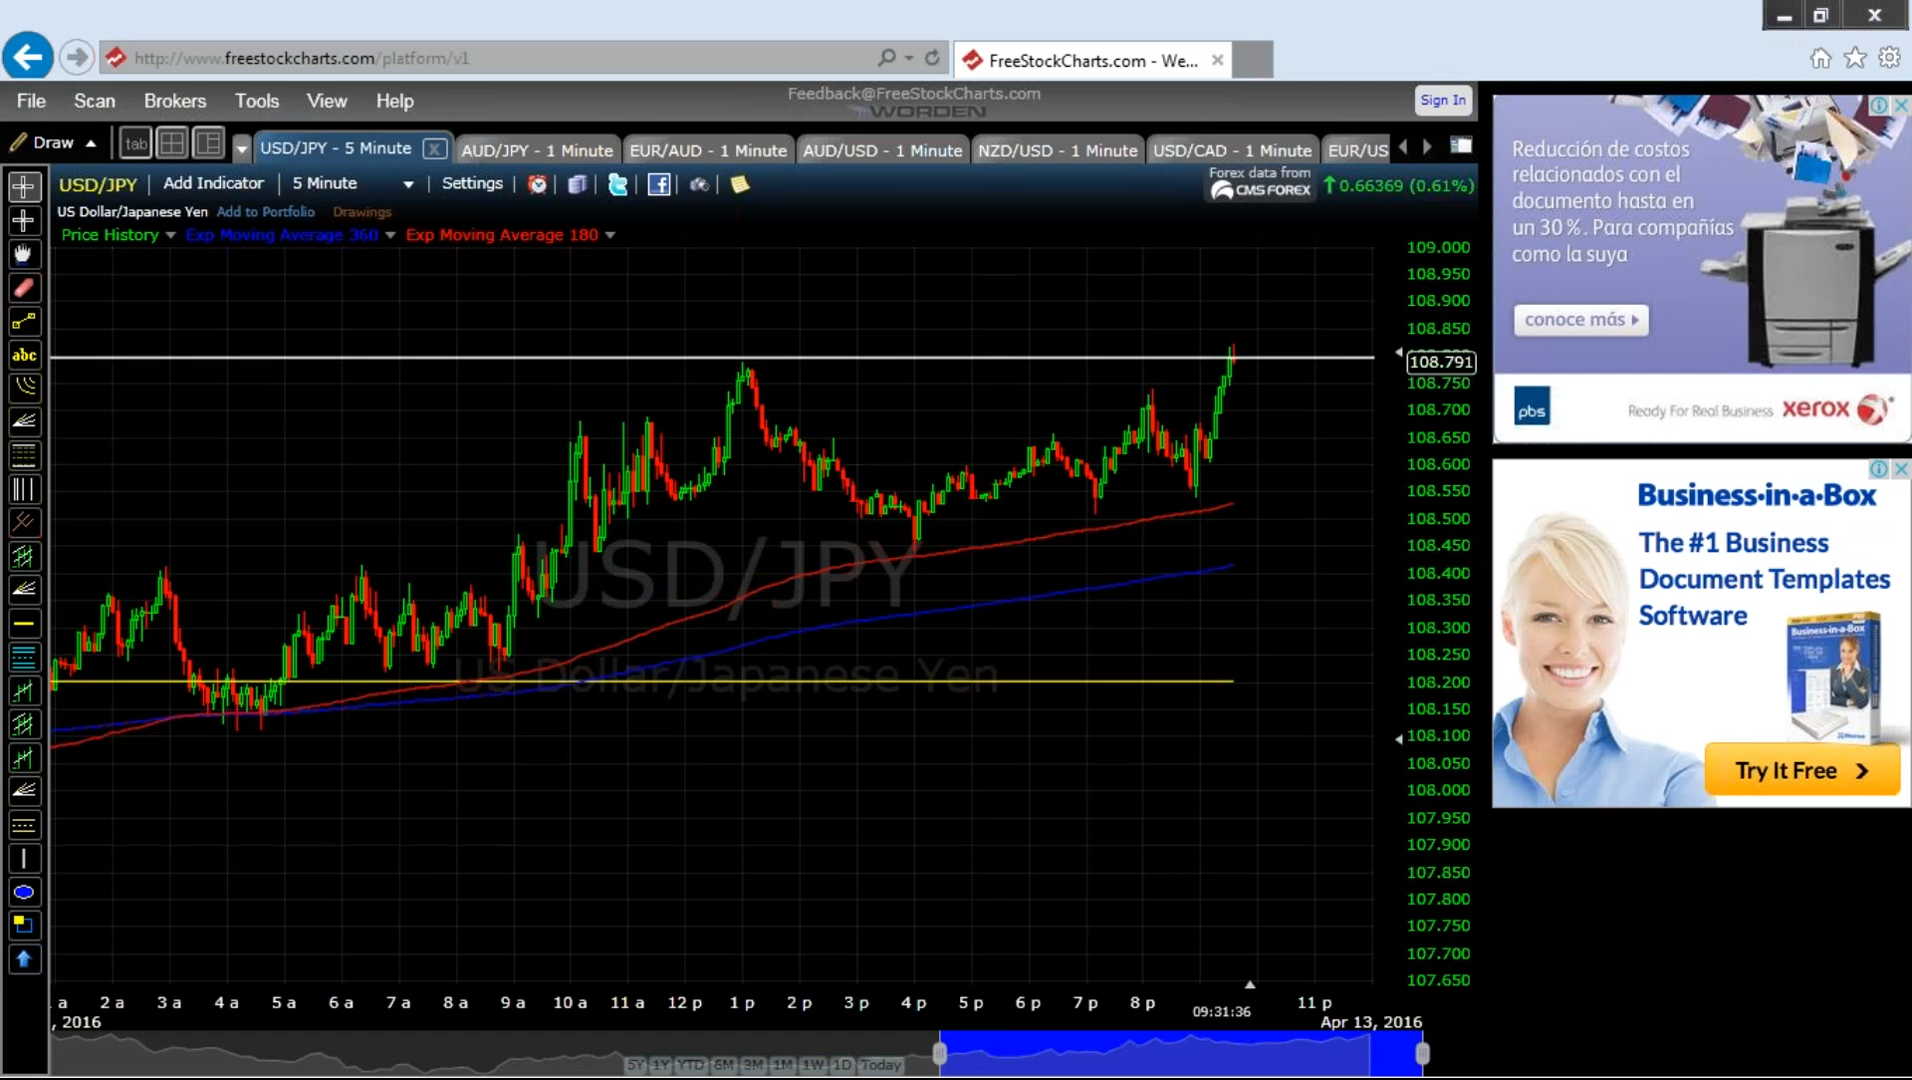 http://www.freestockcharts.com/platform/v1
FreeStockCharts.com - We...
File Scan Brokers Tools View Help
Feedback@FreeStockCharts.com
WORDEN
Sign In
Draw
tab
USD/JPY - 5 Minute
AUD/JPY - 1 Minute
EUR/AUD - 1 Minute
AUD/USD - 1 Minute
NZD/USD - 1 Minute
USD/CAD - 1 Minute
EUR/US
USD/JPY
Add Indicator
5 Minute
Settings
Forex data from
CMS FOREX
0.66369 (0.61%)
US Dollar/Japanese Yen
Add to Portfolio
Drawings
Price History
Exp Moving Average 360
Exp Moving Average 180
abc
USD/JPY
US Dollar/Japanese Yen
109.000
108.950
108.900
108.850
108.791
108.750
108.700
108.650
108.600
108.550
108.500
108.450
108.400
108.350
108.300
108.250
108.200
108.150
108.100
108.050
108.000
107.950
107.900
107.850
107.800
107.750
107.700
107.650
a 2 a 3 a 4 a 5 a 6 a 7 a 8 a 9 a 10 a 11 a 12 p 1 p 2 p 3 p 4 p 5 p 6 p 7 p 8 p 11 p
09:31:36
, 2016
Apr 13, 2016
5Y 1Y YTD 6M 3M 1M 1W 1D Today
Reducción de costos
relacionados con el
documento hasta en
un 30%. Para compañías
como la suya
conoce más
pbs
Ready For Real Business xerox
Business-in-a-Box
The #1 Business
Document Templates
Software
Business-in-a-Box
Try It Free